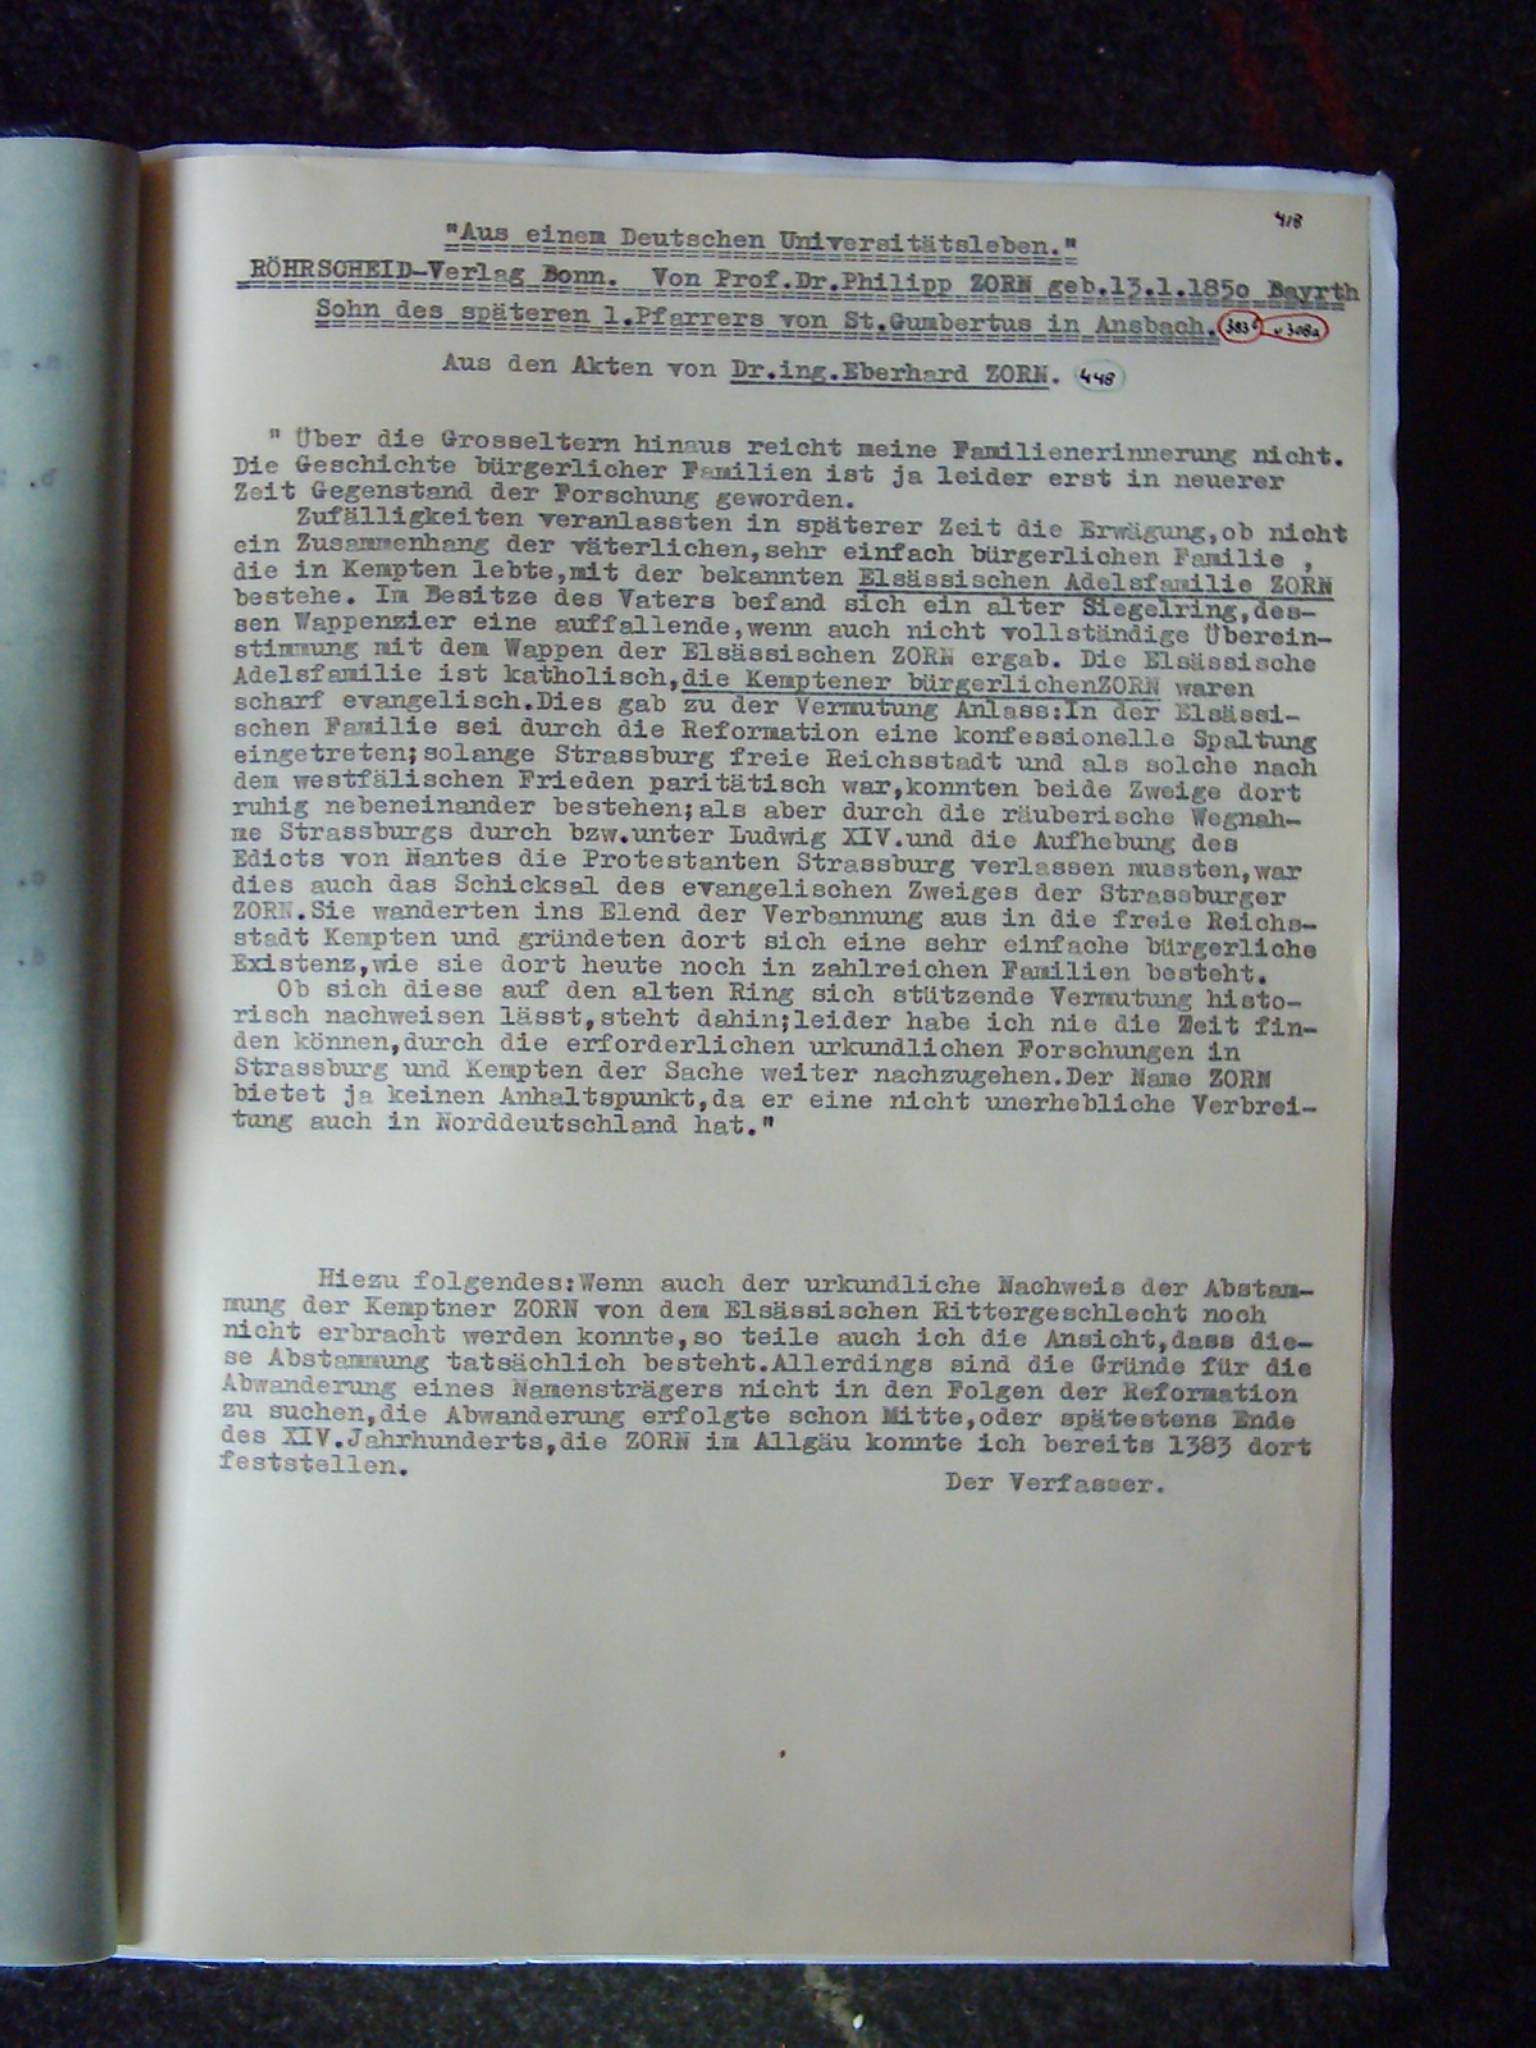 418
"Aus einem Deutschen Universitätsleben."
RÖHRSCHEID-Verlag Bonn. Von Prof.Dr.Philipp ZORN geb.13.1.185o Bayrth
Sohn des späteren 1.Pfarrers von St.Gumbertus in Ansbach. 383 u 308a
Aus den Akten von Dr.ing.Eberhard ZORN. 448
" Über die Grosseltern hinaus reicht meine Familienerinnerung nicht.
Die Geschichte bürgerlicher Familien ist ja leider erst in neuerer
Zeit Gegenstand der Forschung geworden.
Zufälligkeiten veranlassten in späterer Zeit die Erwägung,ob nicht
ein Zusammenhang der väterlichen,sehr einfach bürgerlichen Familie ,
die in Kempten lebte,mit der bekannten Elsässischen Adelsfamilie ZORN
bestehe. Im Besitze des Vaters befand sich ein alter Siegelring,des-
sen Wappenzier eine auffallende,wenn auch nicht vollständige Überein-
stimmung mit dem Wappen der Elsässischen ZORN ergab. Die Elsässische
Adelsfamilie ist katholisch,die Kemptener bürgerlichenZORN waren
scharf evangelisch.Dies gab zu der Vermutung Anlass:In der Elsässi-
schen Familie sei durch die Reformation eine konfessionelle Spaltung
eingetreten;solange Strassburg freie Reichsstadt und als solche nach
dem westfälischen Frieden paritätisch war,konnten beide Zweige dort
ruhig nebeneinander bestehen;als aber durch die räuberische Wegnah-
me Strassburgs durch bzw.unter Ludwig XIV.und die Aufhebung des
Edicts von Nantes die Protestanten Strassburg verlassen mussten,war
dies auch das Schicksal des evangelischen Zweiges der Strassburger
ZORN.Sie wanderten ins Elend der Verbannung aus in die freie Reichs-
stadt Kempten und gründeten dort sich eine sehr einfache bürgerliche
Existenz,wie sie dort heute noch in zahlreichen Familien besteht.
Ob sich diese auf den alten Ring sich stützende Vermutung histo-
risch nachweisen lässt,steht dahin;leider habe ich nie die Zeit fin-
den können,durch die erforderlichen urkundlichen Forschungen in
Strassburg und Kempten der Sache weiter nachzugehen.Der Name ZORN
bietet ja keinen Anhaltspunkt,da er eine nicht unerhebliche Verbrei-
tung auch in Norddeutschland hat."
Hiezu folgendes:Wenn auch der urkundliche Nachweis der Abstam-
mung der Kemptner ZORN von dem Elsässischen Rittergeschlecht noch
nicht erbracht werden konnte,so teile auch ich die Ansicht,dass die-
se Abstammung tatsächlich besteht.Allerdings sind die Gründe für die
Abwanderung eines Namensträgers nicht in den Folgen der Reformation
zu suchen,die Abwanderung erfolgte schon Mitte,oder spätestens Ende
des XIV.Jahrhunderts,die ZORN im Allgäu konnte ich bereits 1383 dort
feststellen.
Der Verfasser.